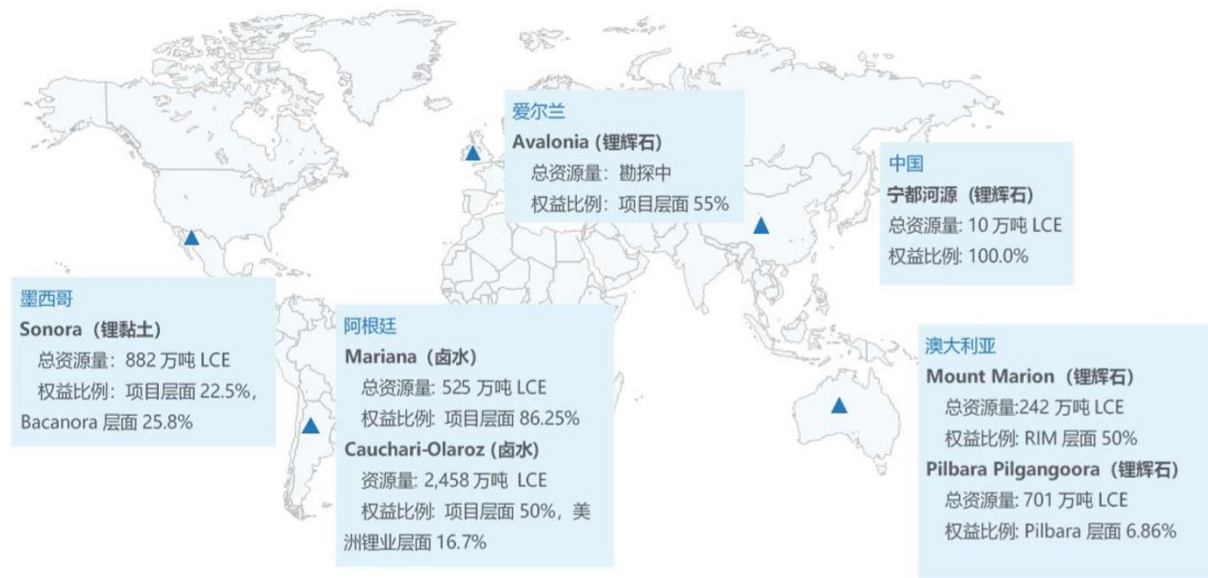 爱尔兰
Avalonia (锂辉石)
总资源量：勘探中
权益比例：项目层面 55%
中国
宁都河源（锂辉石）
总资源量: 10 万吨 LCE
权益比例: 100.0%
墨西哥
Sonora（锂黏土）
总资源量：882 万吨 LCE
权益比例：项目层面 22.5%，
Bacanora 层面 25.8%
阿根廷
Mariana（卤水）
总资源量: 525 万吨 LCE
权益比例: 项目层面 86.25%
Cauchari-Olaroz (卤水)
资源量: 2,458 万吨 LCE
权益比例: 项目层面 50%，美
洲锂业层面 16.7%
澳大利亚
Mount Marion（锂辉石）
总资源量:242 万吨 LCE
权益比例: RIM 层面 50%
Pilbara Pilgangoora（锂辉石）
总资源量: 701 万吨 LCE
权益比例: Pilbara 层面 6.86%